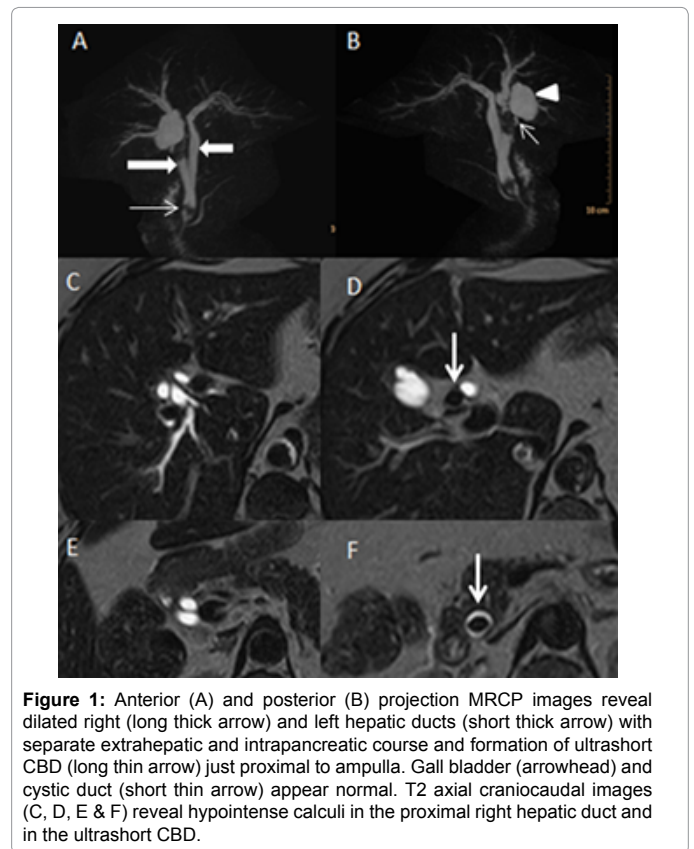 A
B
10 cm
C
D
E
F
Figure 1: Anterior (A) and posterior (B) projection MRCP images reveal
dilated right (long thick arrow) and left hepatic ducts (short thick arrow) with
separate extrahepatic and intrapancreatic course and formation of ultrashort
CBD (long thin arrow) just proximal to ampulla. Gall bladder (arrowhead) and
cystic duct (short thin arrow) appear normal. T2 axial craniocaudal images
(C, D, E & F) reveal hypointense calculi in the proximal right hepatic duct and
in the ultrashort CBD.